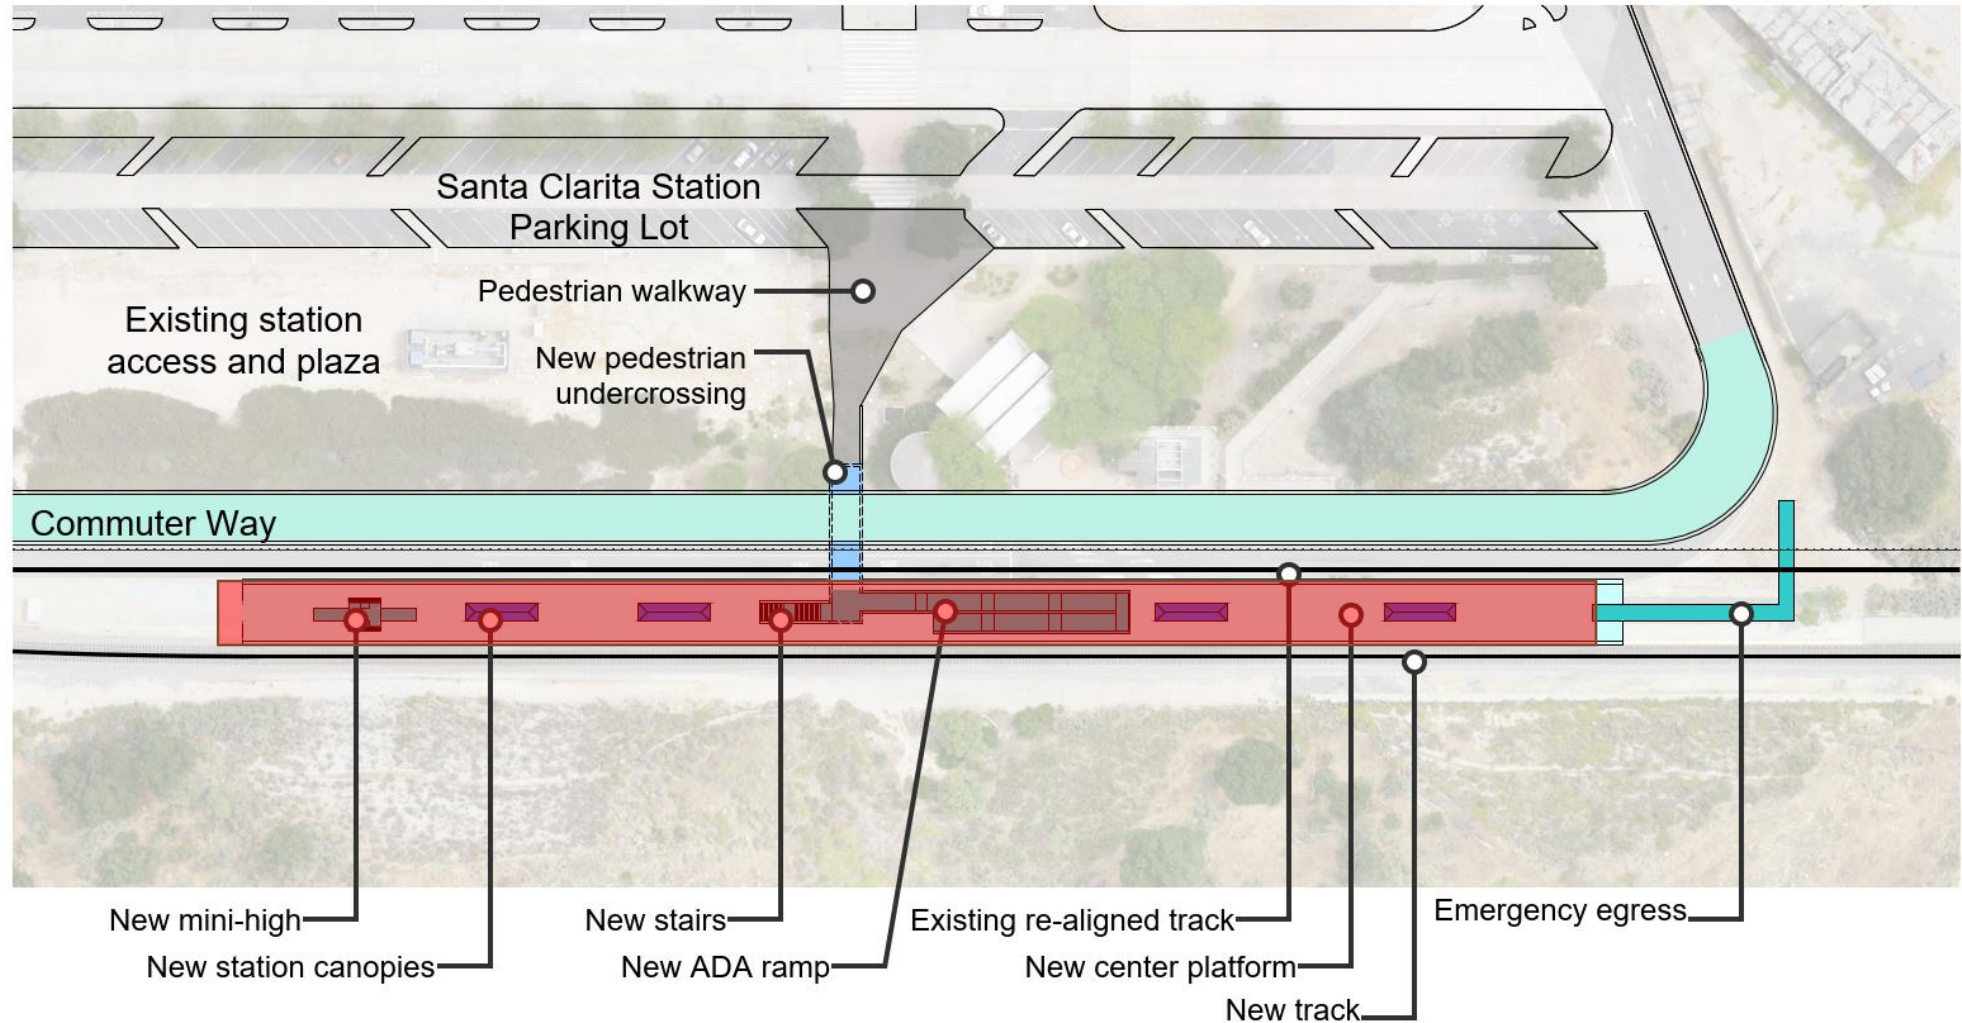 Santa Clarita Station
Parking Lot
Pedestrian walkway
Existing station
access and plaza
New pedestrian
undercrossing
Commuter Way
New mini-high
New stairs
Existing re-aligned track
Emergency egress
New station canopies
New ADA ramp
New center platform
New track